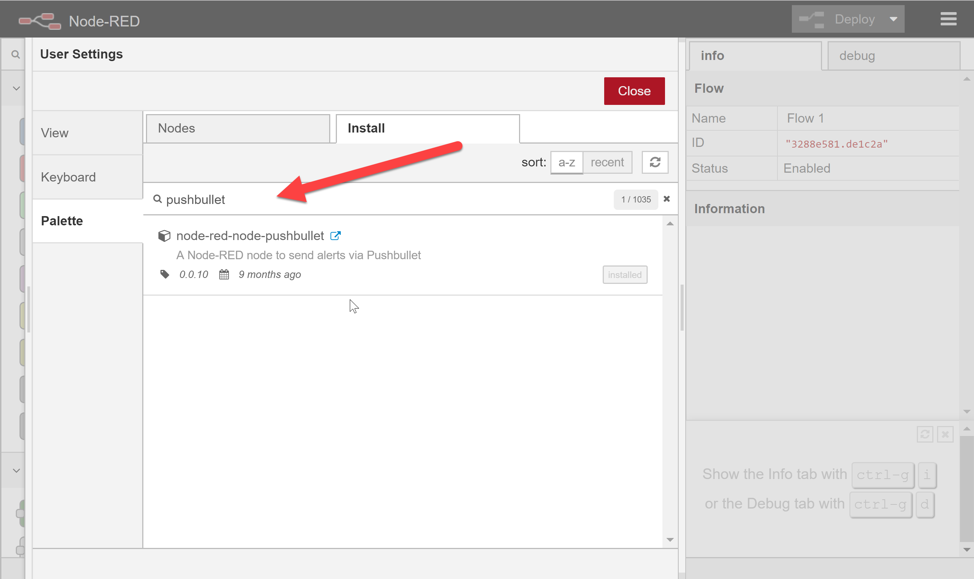 Node-RED
Deploy
User Settings
Close
View
Keyboard
Palette
Nodes
Install
sort: a-z recent
pushbullet
1 / 1035
node-red-node-pushbullet
A Node-RED node to send alerts via Pushbullet
0.0.10 9 months ago
installed
info
debug
Flow
Name Flow 1
ID "3288e581.de1c2a"
Status Enabled
Information
Show the Info tab with ctrl-g i
or the Debug tab with ctrl-g d